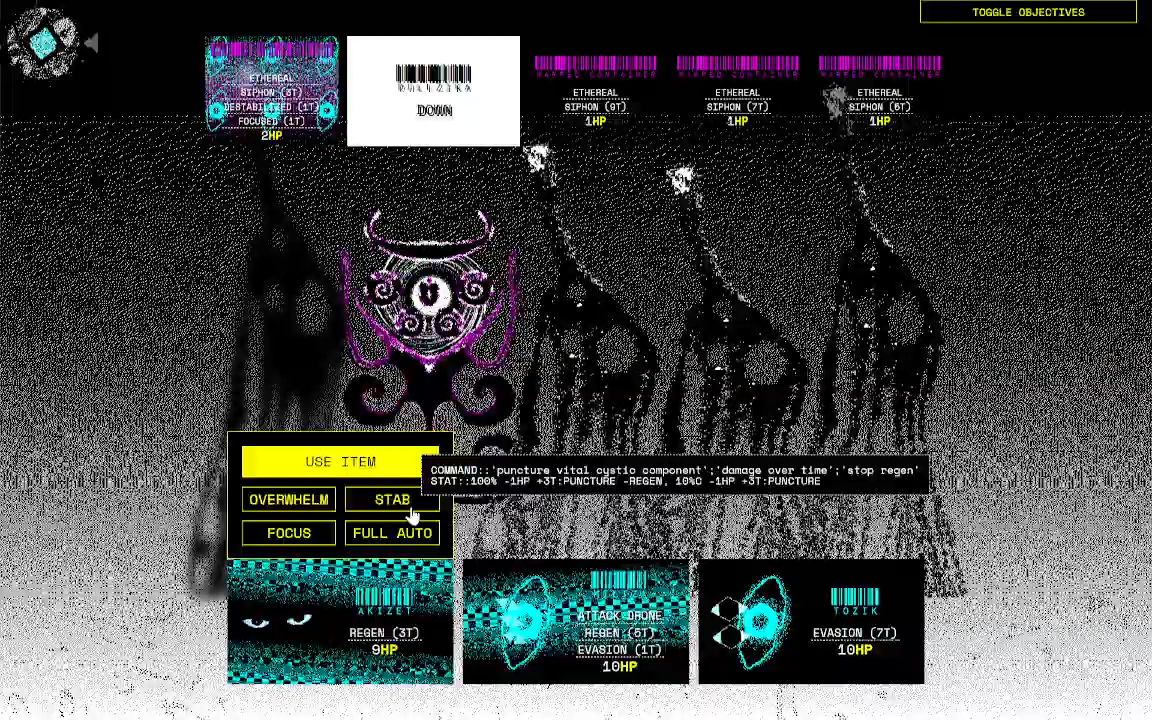 TOGGLE OBJECTIVES
ETHEREAL
SIPHON (3T)
DESTABILIZED (1T)
FOCUSED (1T)
2HP
DOWN
ETHEREAL
SIPHON (9T)
1HP
ETHEREAL
SIPHON (7T)
1HP
ETHEREAL
SIPHON (6T)
1HP
USE ITEM
OVERWHELM
STAB
FOCUS
FULL AUTO
COMMAND::'puncture vital cystic component';'damage over time';'stop regen'
STAT::100% -1HP +3T:PUNCTURE -REGEN, 10%C -1HP +3T:PUNCTURE
AKIZET
REGEN (3T)
9HP
ATTACK DRONE
REGEN (5T)
EVASION (1T)
10HP
TOZIK
EVASION (7T)
10HP